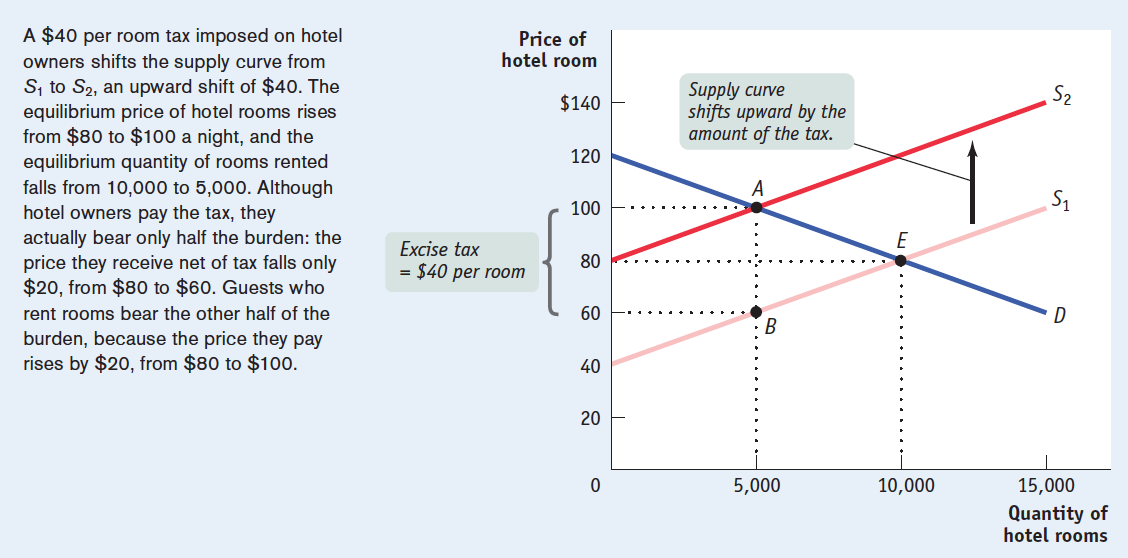 A $40 per room tax imposed on hotel
owners shifts the supply curve from
S₁ to S₂, an upward shift of $40. The
equilibrium price of hotel rooms rises
from $80 to $100 a night, and the
equilibrium quantity of rooms rented
falls from 10,000 to 5,000. Although
hotel owners pay the tax, they
actually bear only half the burden: the
price they receive net of tax falls only
$20, from $80 to $60. Guests who
rent rooms bear the other half of the
burden, because the price they pay
rises by $20, from $80 to $100.
Price of
hotel room
$140
120
100
80
60
40
20
0
Excise tax
= $40 per room
Supply curve
shifts upward by the
amount of the tax.
S₂
S₁
A
E
B
D
5,000
10,000
15,000
Quantity of
hotel rooms